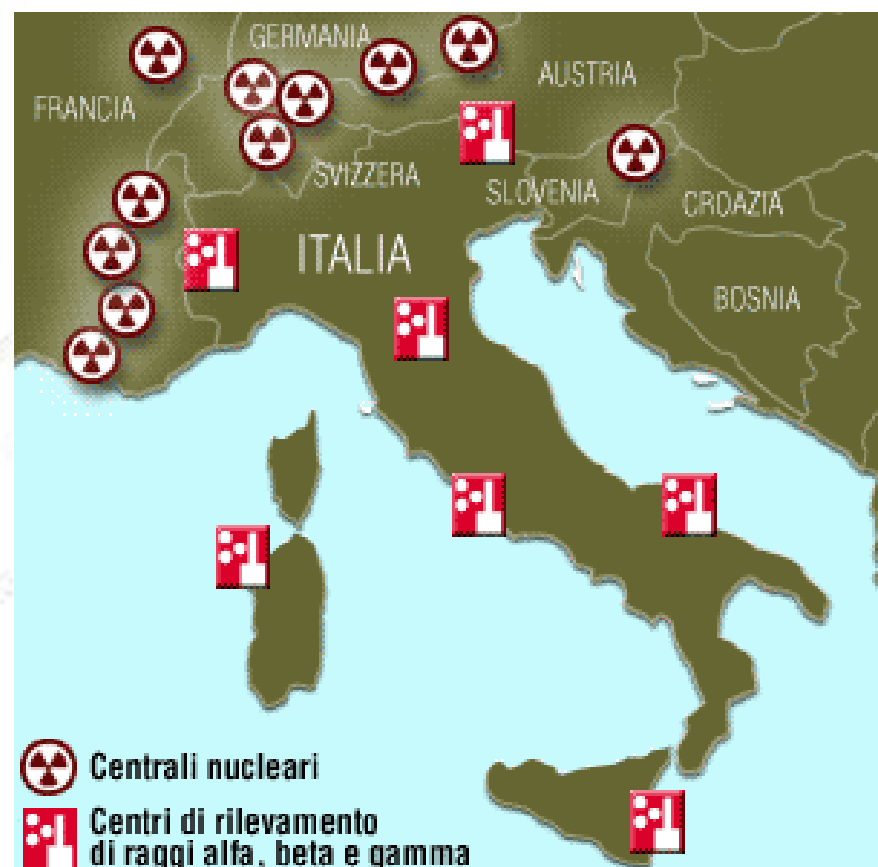 GERMANIA
AUSTRIA
FRANCIA
SVIZZERA
SLOVENIA
CROAZIA
ITALIA
BOSNIA
Centrali nucleari
Centri di rilevamento
di raggi alfa, beta e gamma